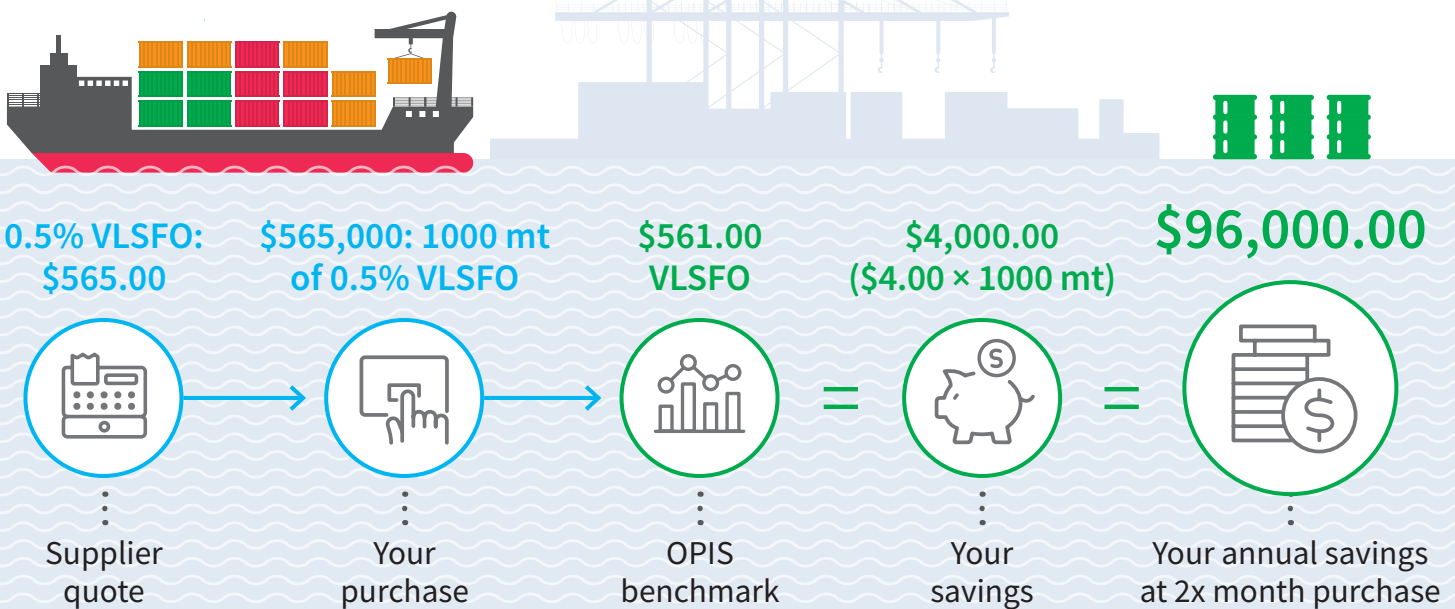 0.5% VLSFO:
$565.00
$565,000: 1000 mt
of 0.5% VLSFO
$561.00
VLSFO
$4,000.00
($4.00 × 1000 mt)
$96,000.00
Supplier
quote
Your
purchase
OPIS
benchmark
=
Your
savings
=
Your annual savings
at 2x month purchase